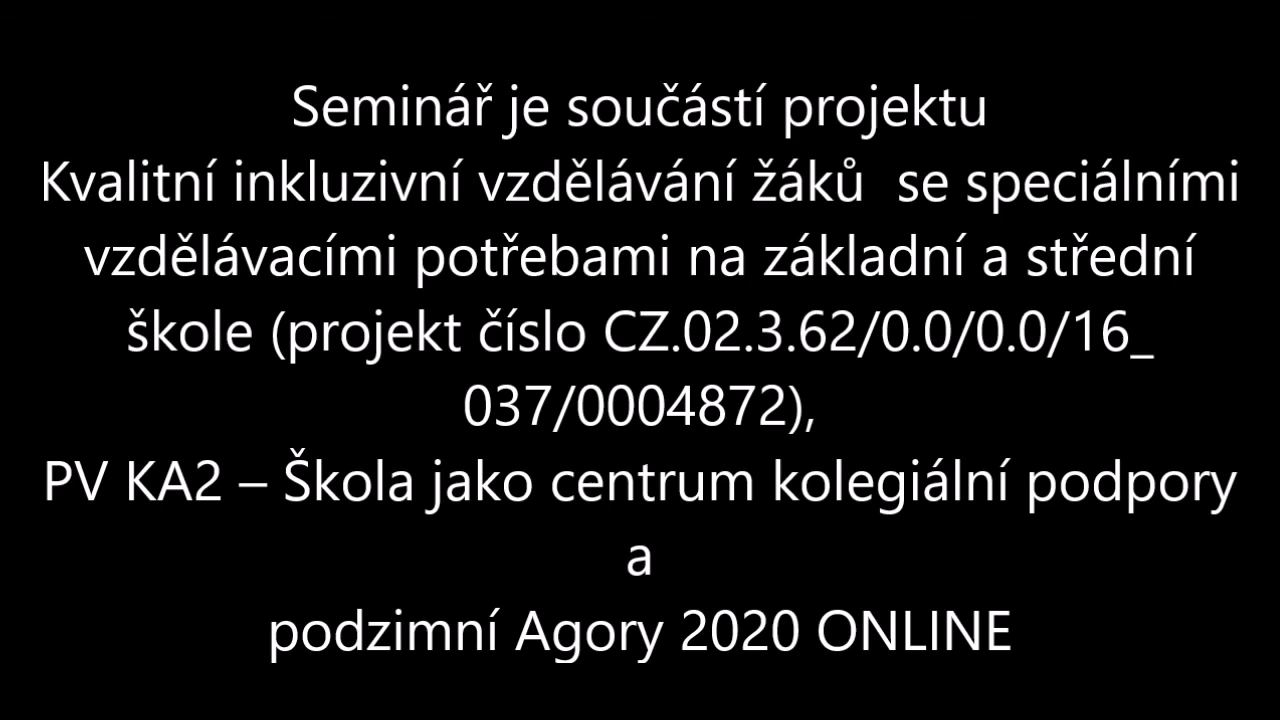 Seminář je součástí projektu
Kvalitní inkluzivní vzdělávání žáků  se speciálními
vzdělávacími potřebami na základní a střední
škole (projekt číslo CZ.02.3.62/0.0/0.0/16_
037/0004872),
PV KA2 – Škola jako centrum kolegiální podpory
a
podzimní Agory 2020 ONLINE